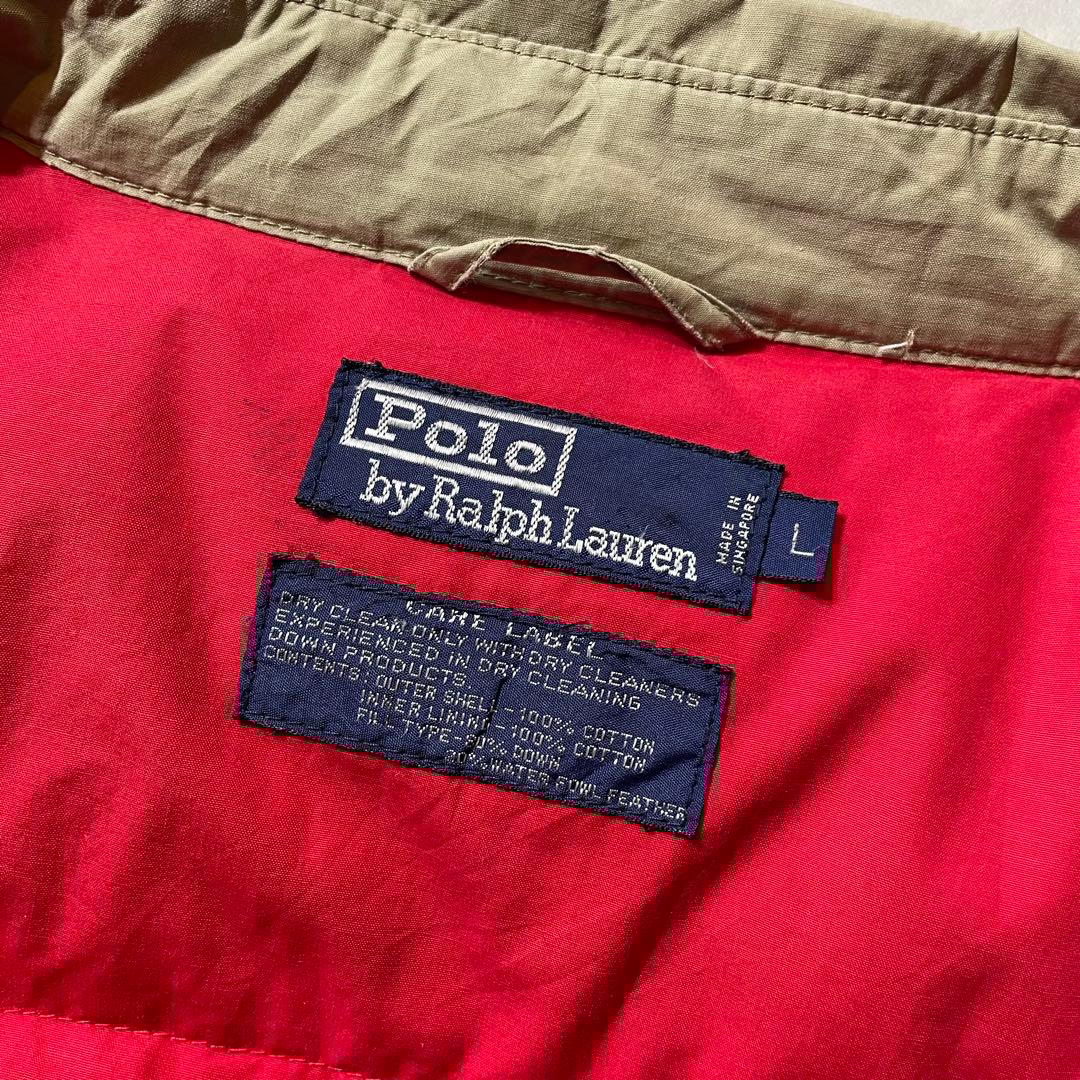 Polo
by Ralph Lauren
MADE IN
SINGAPORE
L
CARE LABEL
DRY CLEAN ONLY WITH DRY CLEANERS
EXPERIENCED IN DRY CLEANING
DOWN PRODUCTS
CONTENTS: OUTER SHELL-100% COTTON
INNER LINING-100% COTTON
FILL TYPE-80% DOWN
20% WATER FOWL FEATHER